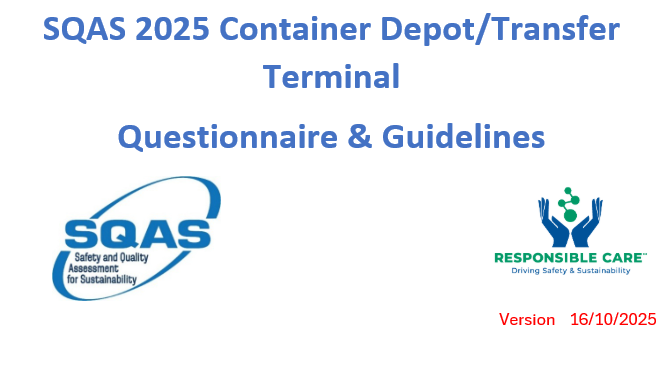 SQAS 2025 Container Depot/Transfer
Terminal
Questionnaire & Guidelines
SQAS
Safety and Quality
Assessment
for Sustainability
RESPONSIBLE CARE™
Driving Safety & Sustainability
Version 16/10/2025